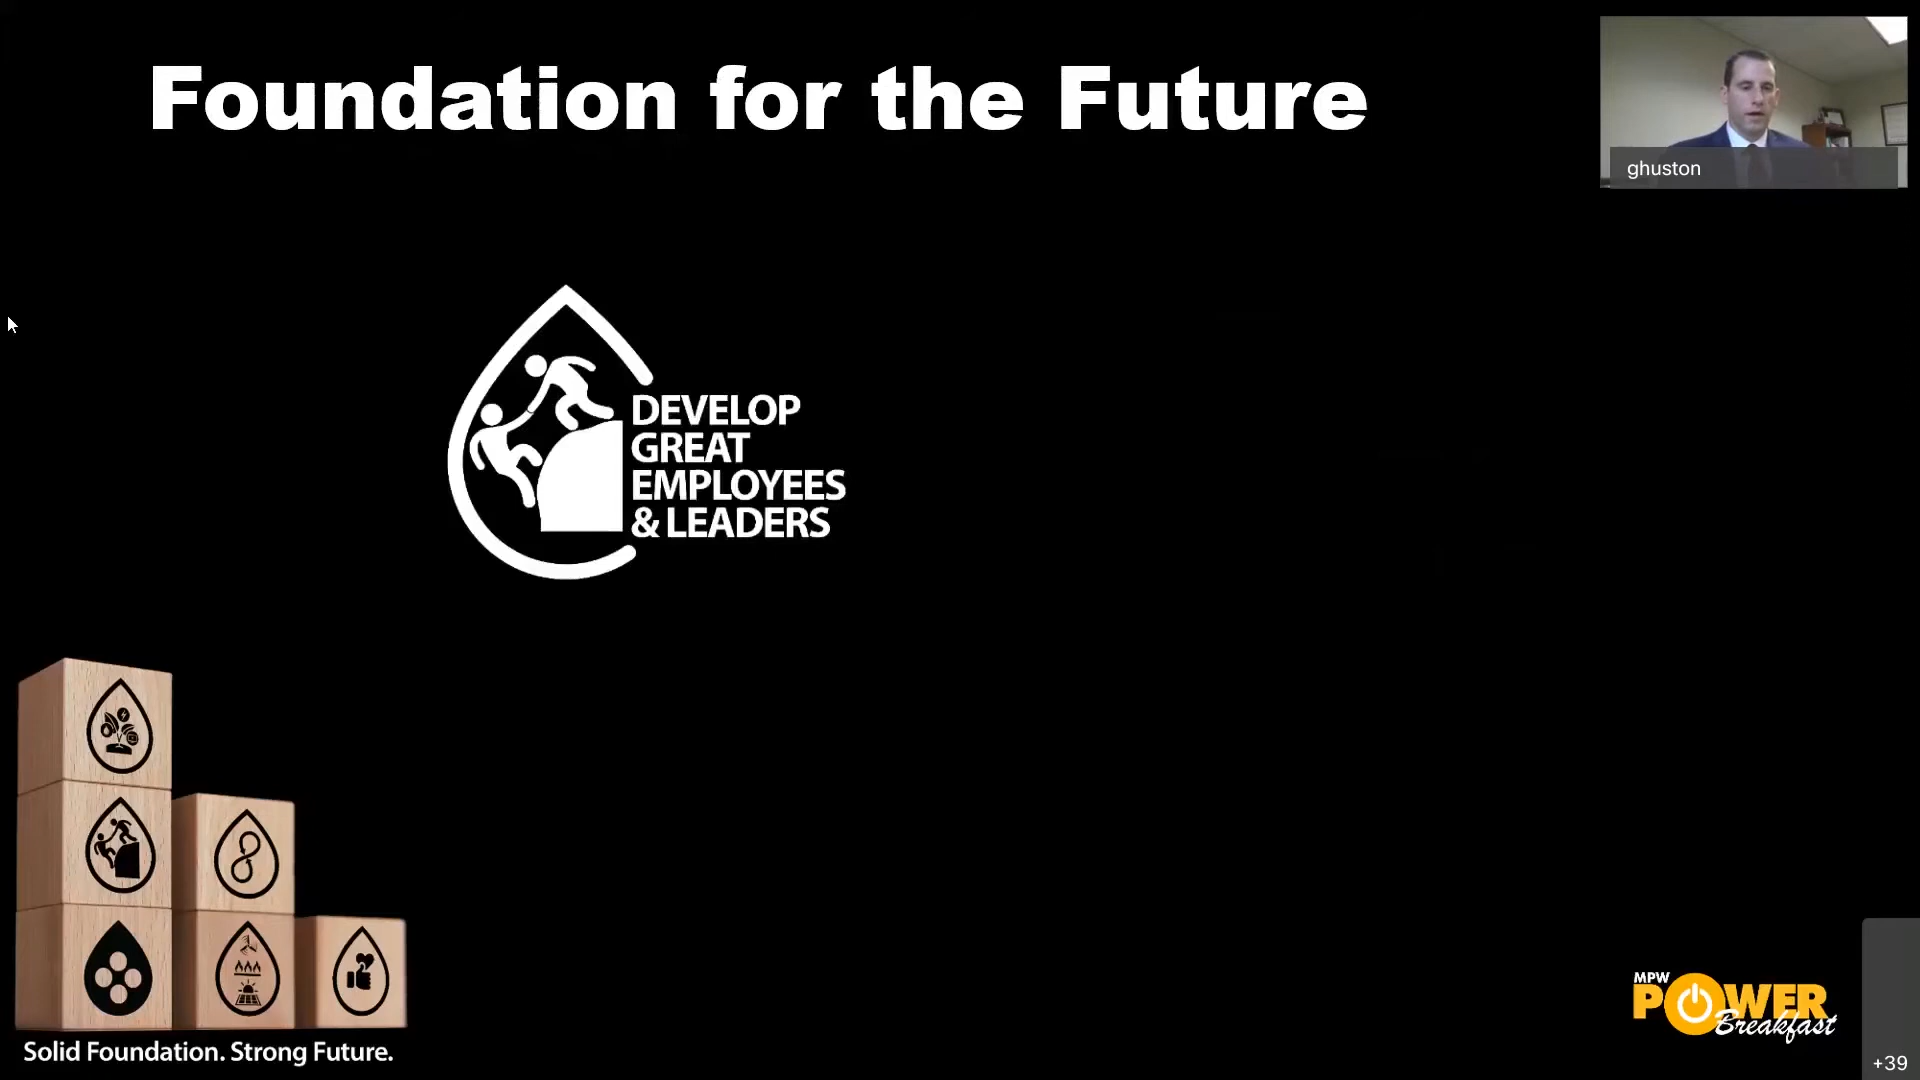 Foundation for the Future
ghuston
DEVELOP
GREAT
EMPLOYEES
& LEADERS
Solid Foundation. Strong Future.
MPW
POWER
Breakfast
+39